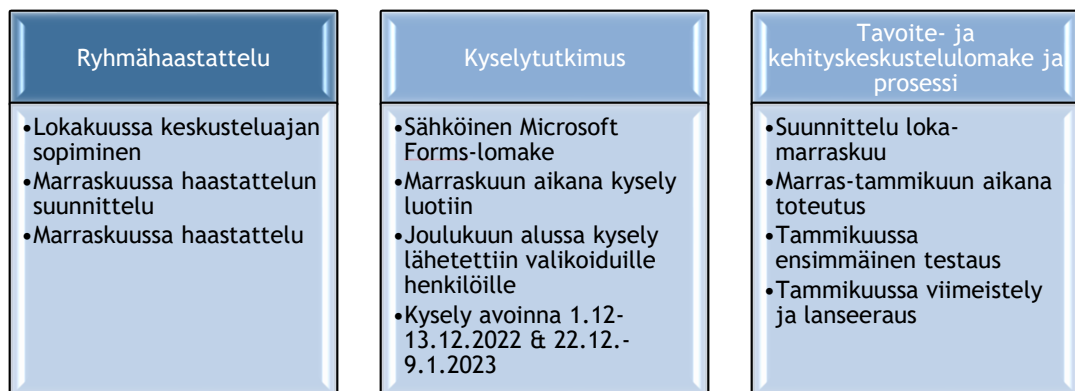 Ryhmähaastattelu
•Lokakuussa keskusteluajan
sopiminen
•Marraskuussa haastattelun
suunnittelu
•Marraskuussa haastattelu
Kyselytutkimus
•Sähköinen Microsoft
Forms-lomake
•Marraskuun aikana kysely
luotiin
•Joulukuun alussa kysely
lähetettiin valikoiduille
henkilöille
•Kysely avoinna 1.12-
13.12.2022 & 22.12.-
9.1.2023
Tavoite- ja
kehityskeskustelulomake ja
prosessi
•Suunnittelu loka-
marraskuu
•Marras-tammikuun aikana
toteutus
•Tammikuussa
ensimmäinen testaus
•Tammikuussa viimeistely
ja lanseeraus